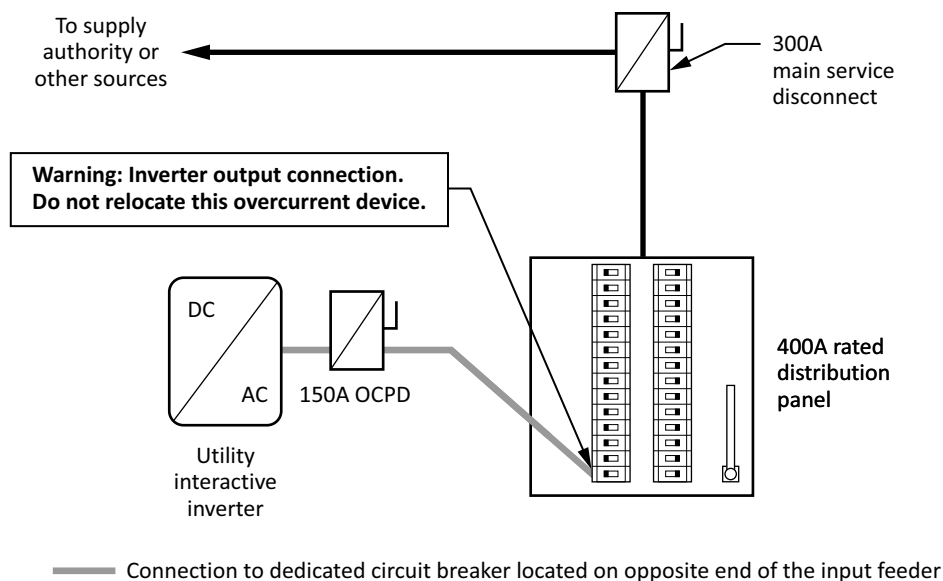 To supply
authority or
other sources
300A
main service
disconnect
Warning: Inverter output connection.
Do not relocate this overcurrent device.
DC
AC
150A OCPD
Utility
interactive
inverter
400A rated
distribution
panel
Connection to dedicated circuit breaker located on opposite end of the input feeder